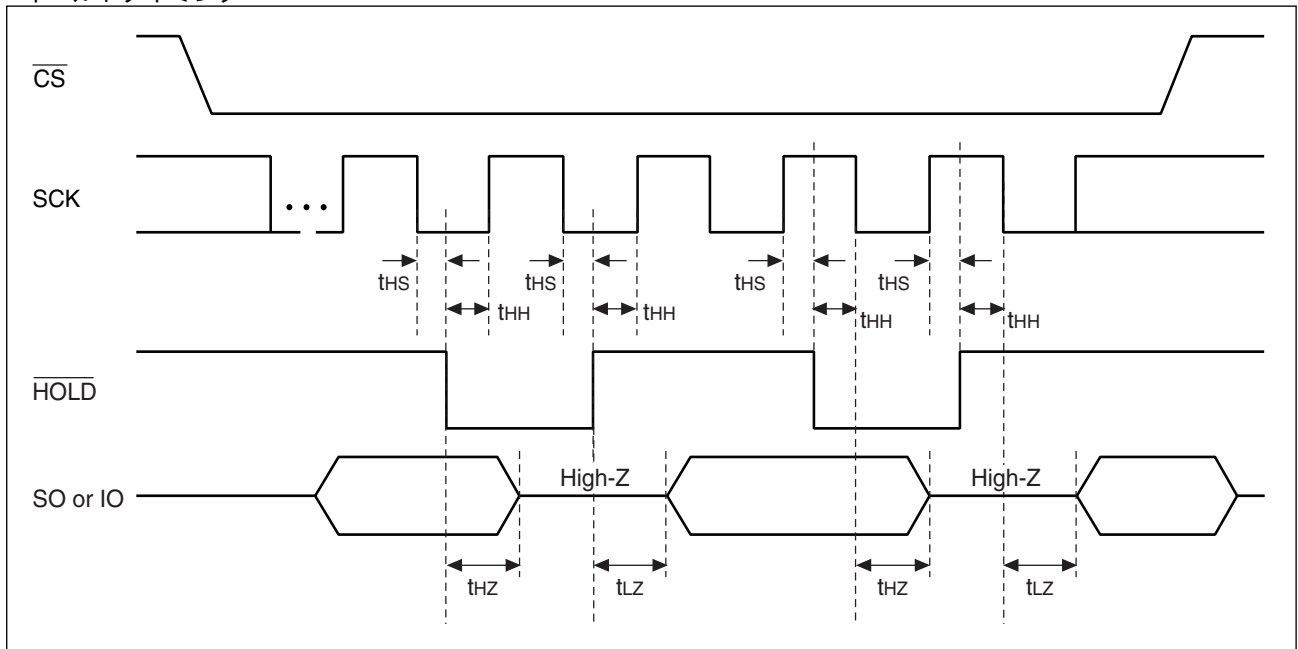 CS
SCK
tHS tHS tHS tHS
tHH tHH tHH tHH
HOLD
High-Z High-Z
SO or IO
tHZ tLZ tHZ tLZ